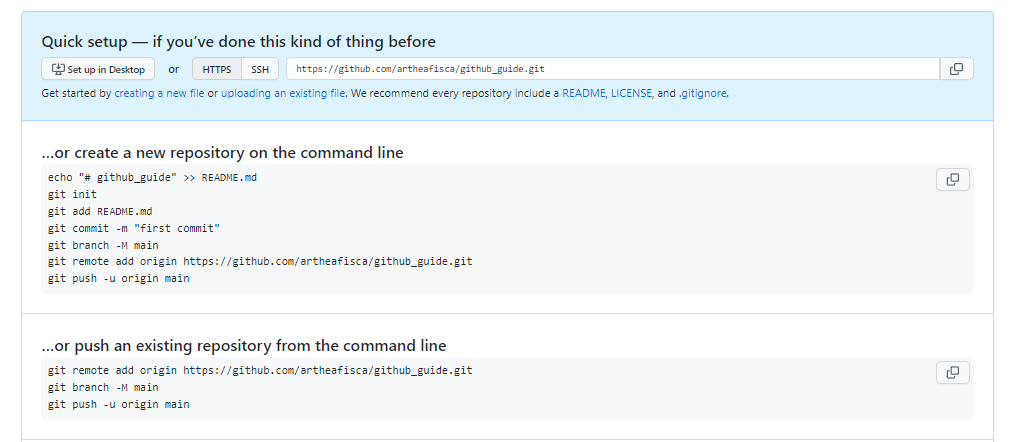 Quick setup — if you’ve done this kind of thing before
Set up in Desktop or HTTPS SSH https://github.com/artheafisca/github_guide.git
Get started by creating a new file or uploading an existing file. We recommend every repository include a README, LICENSE, and .gitignore.
…or create a new repository on the command line
echo "# github_guide" >> README.md
git init
git add README.md
git commit -m "first commit"
git branch -M main
git remote add origin https://github.com/artheafisca/github_guide.git
git push -u origin main
…or push an existing repository from the command line
git remote add origin https://github.com/artheafisca/github_guide.git
git branch -M main
git push -u origin main